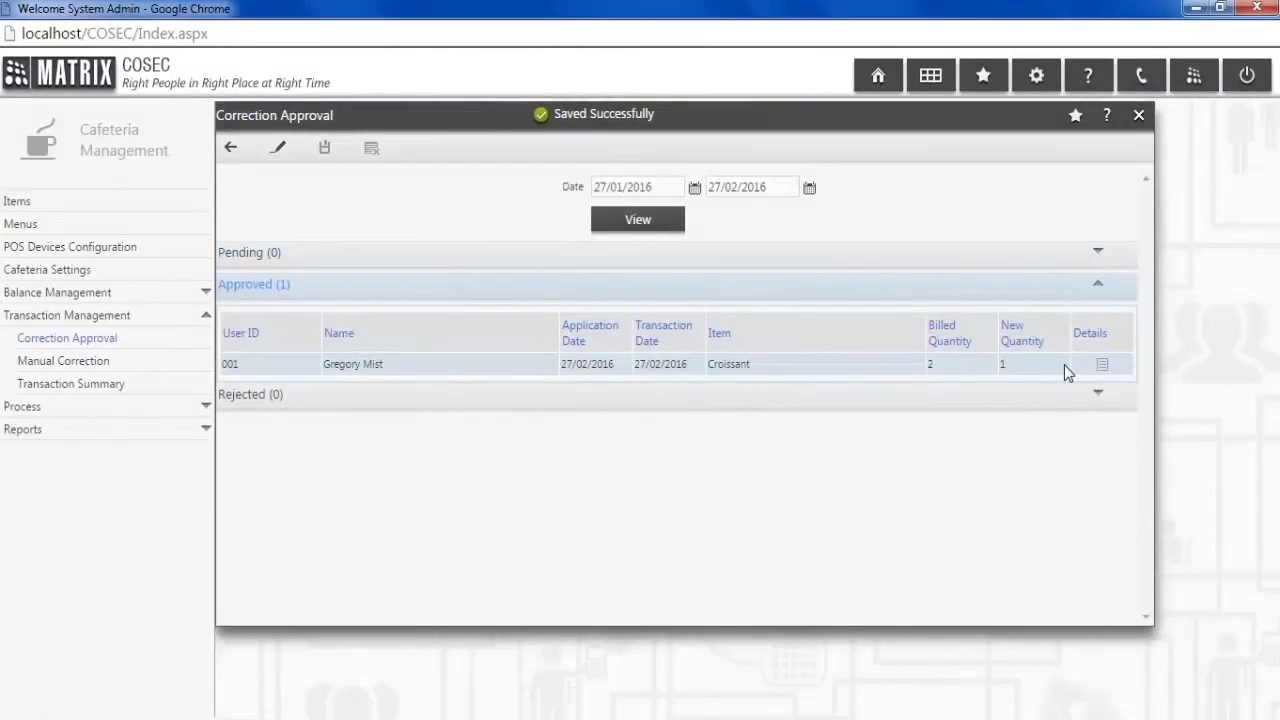 Welcome System Admin - Google Chrome
localhost/COSEC/Index.aspx
MATRIX
COSEC
Right People in Right Place at Right Time
?
Cafeteria
Management
Items
Menus
POS Devices Configuration
Cafeteria Settings
Balance Management
Transaction Management
Correction Approval
Manual Correction
Transaction Summary
Process
Reports
Correction Approval
Saved Successfully
?
Date 27/01/2016 27/02/2016
View
Pending (0)
Approved (1)
User ID Name Application Date Transaction Date Item Billed Quantity New Quantity Details
001 Gregory Mist 27/02/2016 27/02/2016 Croissant 2 1
Rejected (0)